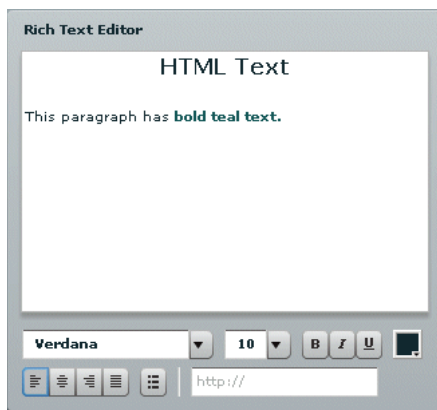 Rich Text Editor
HTML Text
This paragraph has bold teal text.
Verdana 10 B I U
http://